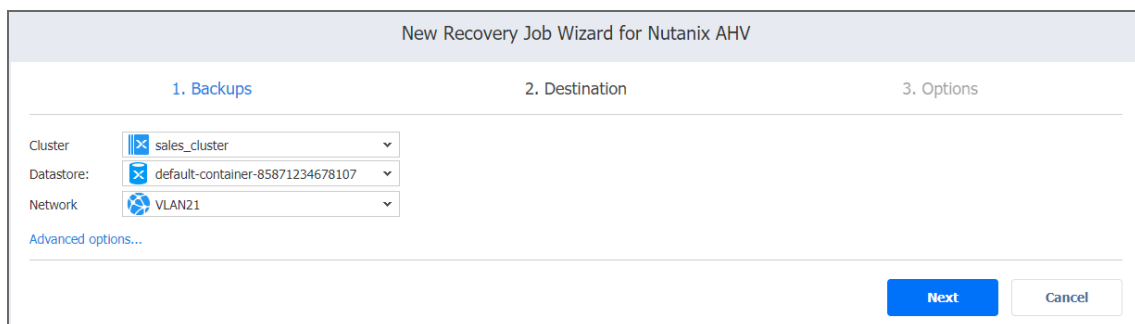 New Recovery Job Wizard for Nutanix AHV
1. Backups 2. Destination 3. Options
Cluster sales_cluster
Datastore: default-container-85871234678107
Network VLAN21
Advanced options...
Next Cancel